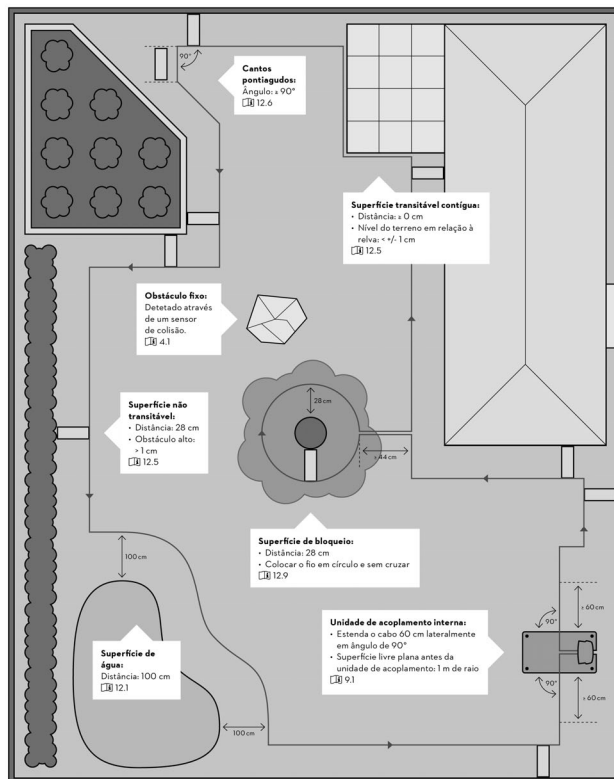 90°
Cantos
pontiagudos:
Ângulo: ≥ 90°
12.6
Superfície transitável contígua:
• Distância: ≥ 0 cm
• Nível do terreno em relação à
relva: < +/- 1 cm
12.5
Obstáculo fixo:
Detetado através
de um sensor
de colisão.
4.1
28 cm
Superfície não
transitável:
• Distância: 28 cm
• Obstáculo alto:
> 1 cm
12.5
≥ 44 cm
100 cm
Superfície de bloqueio:
• Distância: 28 cm
• Colocar o fio em círculo e sem cruzar
12.9
≥ 60 cm
90°
Unidade de acoplamento interna:
• Estenda o cabo 60 cm lateralmente
em ângulo de 90°
• Superfície livre plana antes da
unidade de acoplamento: 1 m de raio
9.1
Superfície de
água:
Distância: 100 cm
12.1
90°
≥ 60 cm
100 cm